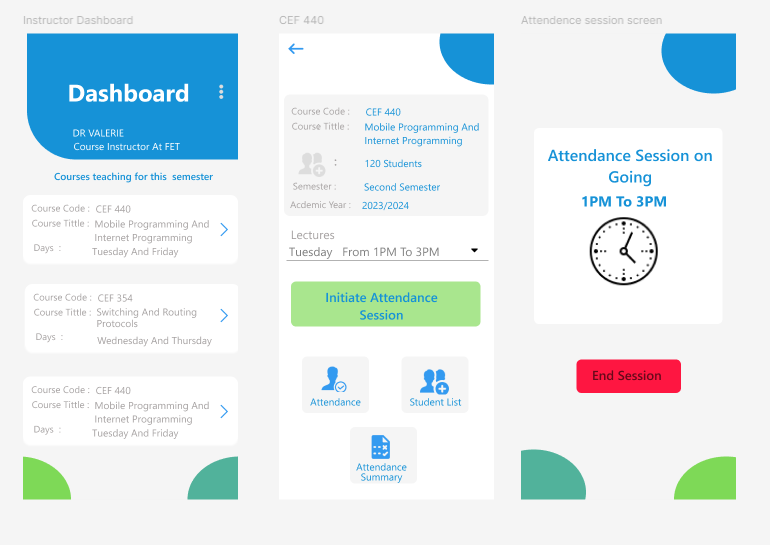 Instructor Dashboard
Dashboard
DR VALERIE
Course Instructor At FET
Courses teaching for this semester
Course Code : CEF 440
Course Tittle : Mobile Programming And
Internet Programming
Days : Tuesday And Friday
Course Code : CEF 354
Course Tittle : Switching And Routing
Protocols
Days : Wednesday And Thursday
Course Code : CEF 440
Course Tittle : Mobile Programming And
Internet Programming
Days : Tuesday And Friday
CEF 440
Course Code : CEF 440
Course Tittle : Mobile Programming And
Internet Programming
: 120 Students
Semester : Second Semester
Acdemic Year : 2023/2024
Lectures
Tuesday From 1PM To 3PM
Initiate Attendance
Session
Attendance
Student List
Attendance
Summary
Attendence session screen
Attendance Session on
Going
1PM To 3PM
End Session